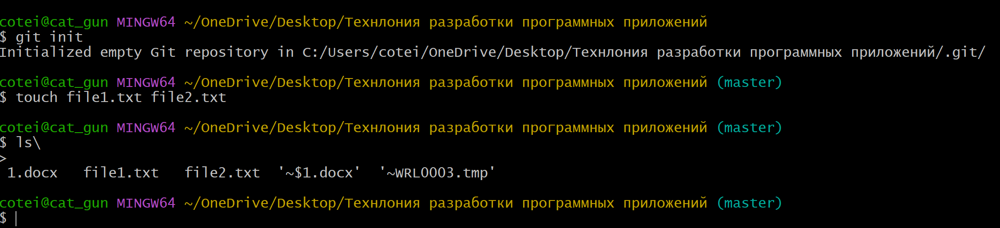 cotei@cat_gun MINGW64 ~/OneDrive/Desktop/Технлония разработки программных приложений
$ git init
Initialized empty Git repository in C:/Users/cotei/OneDrive/Desktop/Технлония разработки программных приложений/.git/
cotei@cat_gun MINGW64 ~/OneDrive/Desktop/Технлония разработки программных приложений (master)
$ touch file1.txt file2.txt
cotei@cat_gun MINGW64 ~/OneDrive/Desktop/Технлония разработки программных приложений (master)
$ ls\
>
1.docx   file1.txt   file2.txt  '~$1.docx'  '~WRL0003.tmp'
cotei@cat_gun MINGW64 ~/OneDrive/Desktop/Технлония разработки программных приложений (master)
$